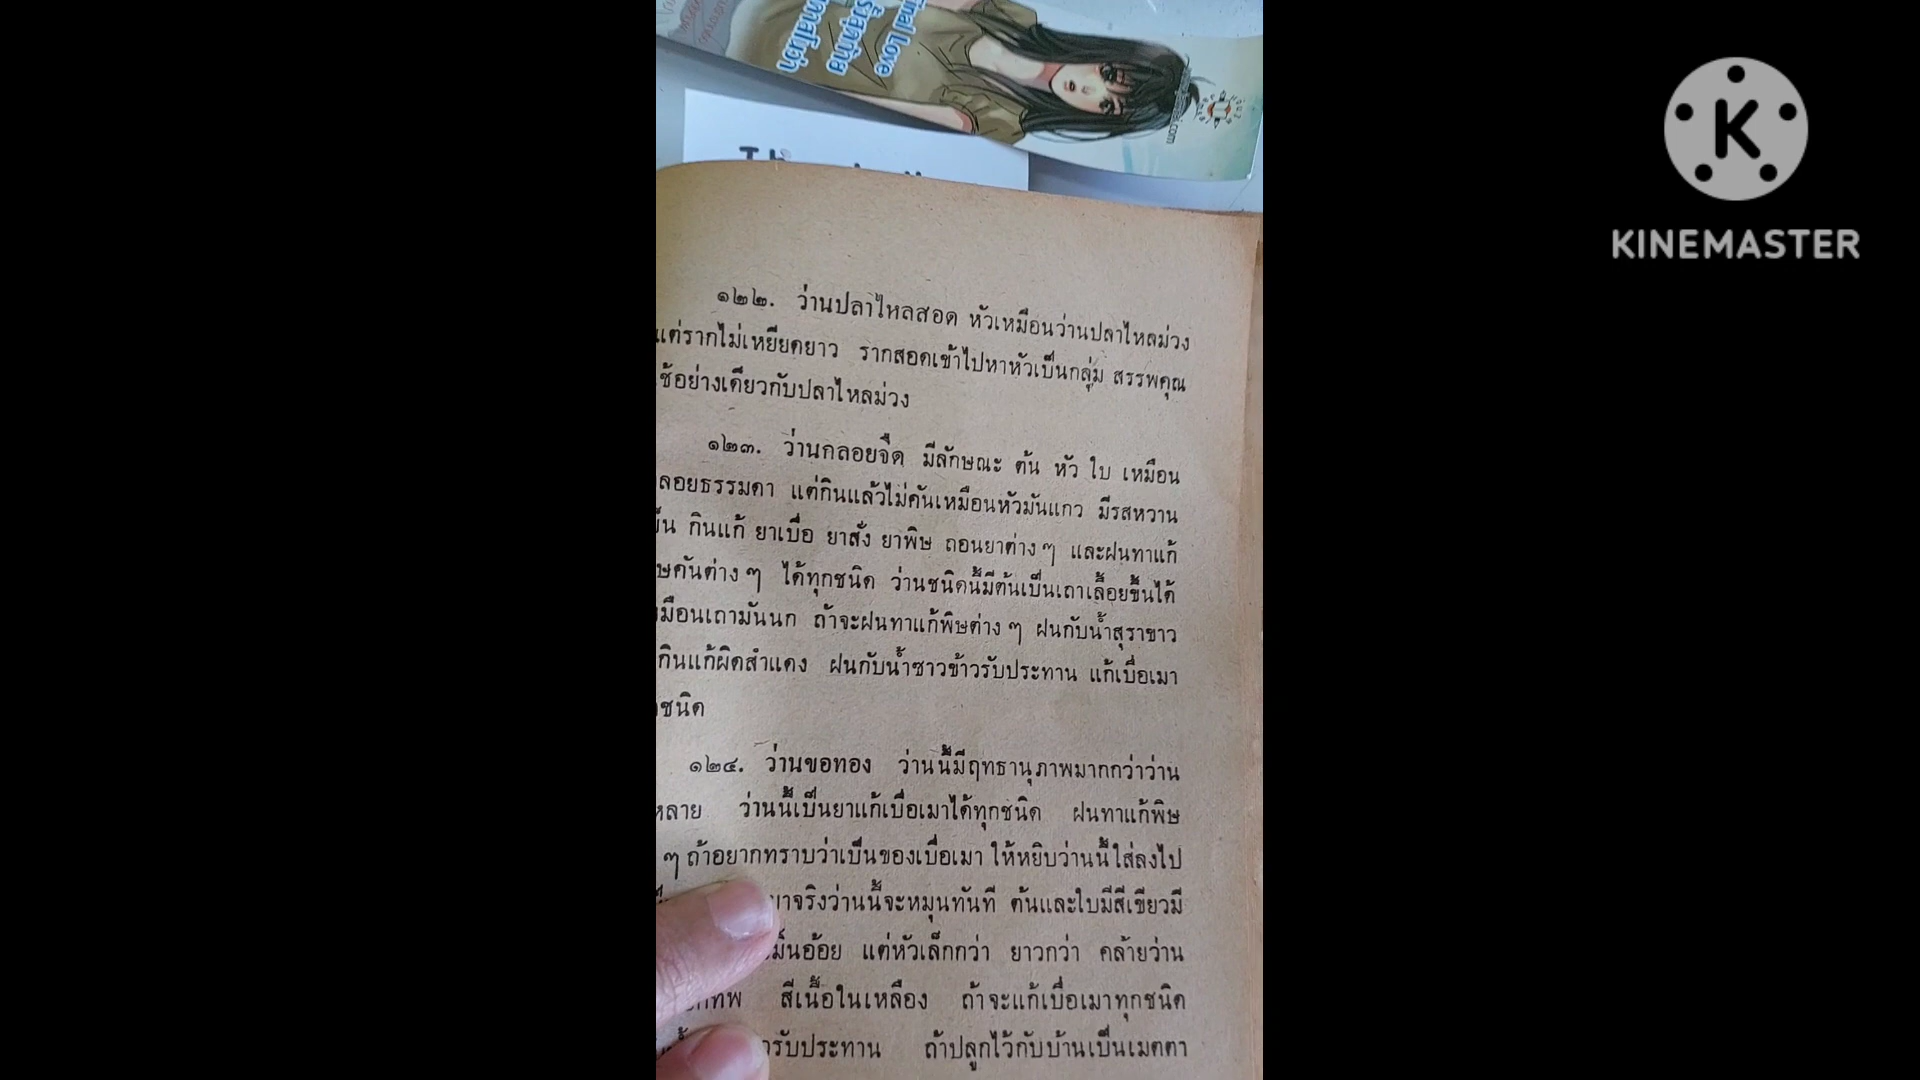 Final Love
KINEMASTER
๑๒๒. ว่านปลาไหลสอด หัวเหมือนว่านปลาไหลม่วง
แต่รากไม่เหยียดยาว รากสอดเข้าไปหาหัวเป็นกลุ่ม สรรพคุณ
ใช้อย่างเดียวกับปลาไหลม่วง
๑๒๓. ว่านกลอยจืด มีลักษณะ ต้น หัว ใบ เหมือน
ลอยธรรมดา แต่กินแล้วไม่คันเหมือนหัวมันแกว มีรสหวาน
กินแก้ ยาเบื่อ ยาสั่ง ยาพิษ ถอนยาต่าง ๆ และฝนทาแก้
ษคันต่าง ๆ ได้ทุกชนิด ว่านชนิดนี้มีต้นเป็นเถาเลื้อยขึ้นได้
มือนเถามันนก ถ้าจะฝนทาแก้พิษต่าง ๆ ฝนกับน้ำสุราขาว
กินแก้ผิดสำแดง ฝนกับน้ำซาวข้าวรับประทาน แก้เบื่อเมา
ชนิด
๑๒๔. ว่านขอทอง ว่านนี้มีฤทธานุภาพมากกว่าว่าน
หลาย ว่านนี้เป็นยาแก้เบื่อเมาได้ทุกชนิด ฝนทาแก้พิษ
ๆ ถ้าอยากทราบว่าเป็นของเบื่อเมา ให้หยิบว่านนี้ใส่ลงไป
จริงว่านนี้จะหมุนทันที ต้นและใบมีสีเขียวมี
มิ้นอ้อย แต่หัวเล็กกว่า ยาวกว่า คล้ายว่าน
สีเนื้อในเหลือง ถ้าจะแก้เบื่อเมาทุกชนิด
รับประทาน ถ้าปลูกไว้กับบ้านเป็นเมตตา